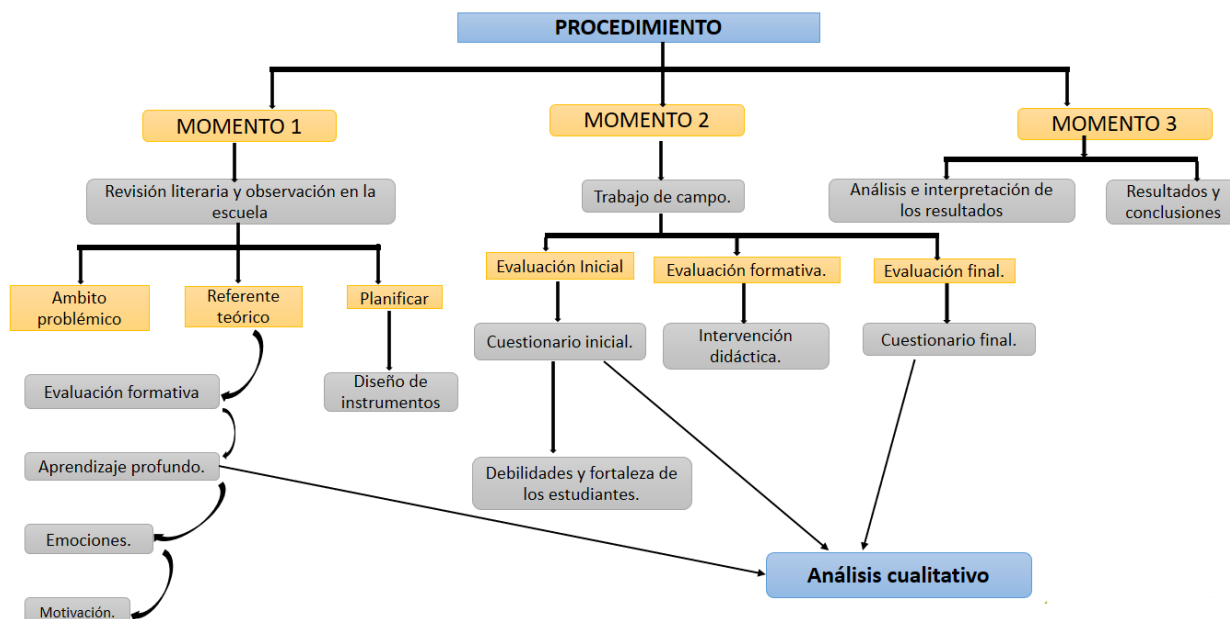 PROCEDIMIENTO
MOMENTO 1
MOMENTO 2
MOMENTO 3
Revisión literaria y observación en la
escuela
Trabajo de campo.
Análisis e interpretación de
los resultados
Resultados y
conclusiones
Ambito
problémico
Referente
teórico
Planificar
Evaluación Inicial
Evaluación formativa.
Evaluación final.
Cuestionario inicial.
Intervención
didáctica.
Cuestionario final.
Diseño de
instrumentos
Evaluación formativa
Aprendizaje profundo.
Debilidades y fortaleza de
los estudiantes.
Emociones.
Análisis cualitativo
Motivación.